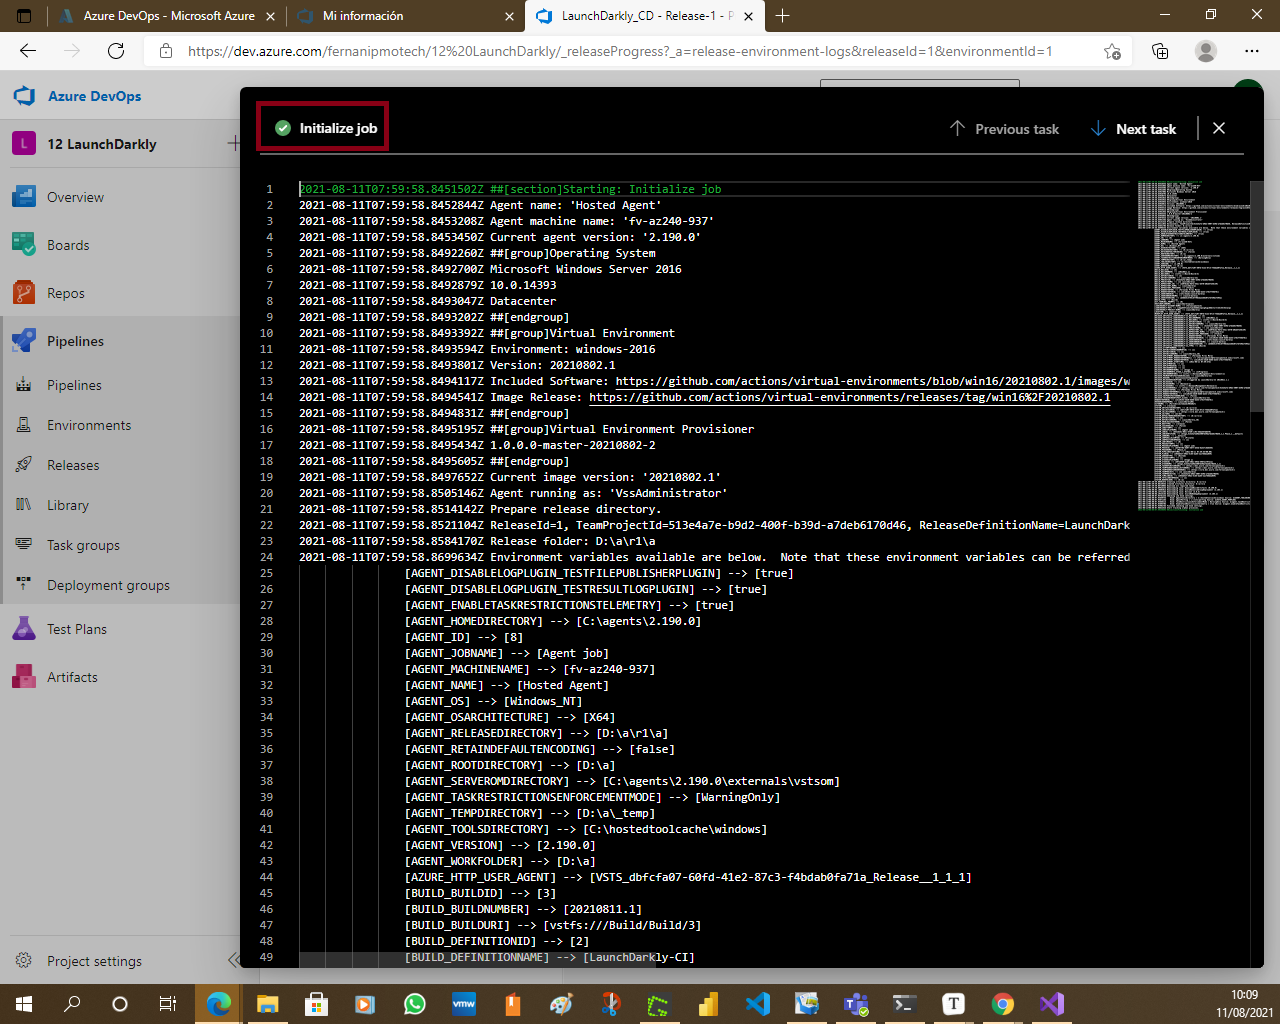 Azure DevOps - Microsoft Azure
Mi información
LaunchDarkly_CD - Release-1 - P
https://dev.azure.com/fernanipmotech/12%20LaunchDarkly/_releaseProgress?_a=release-environment-logs&releaseId=1&environmentId=1
Azure DevOps
L
12 LaunchDarkly
Overview
Boards
Repos
Pipelines
Pipelines
Environments
Releases
Library
Task groups
Deployment groups
Test Plans
Artifacts
Project settings
Initialize job
Previous task
Next task
1 2021-08-11T07:59:58.8451502Z ##[section]Starting: Initialize job
2 2021-08-11T07:59:58.8452844Z Agent name: 'Hosted Agent'
3 2021-08-11T07:59:58.8453208Z Agent machine name: 'fv-az240-937'
4 2021-08-11T07:59:58.8453450Z Current agent version: '2.190.0'
5 2021-08-11T07:59:58.8492260Z ##[group]Operating System
6 2021-08-11T07:59:58.8492700Z Microsoft Windows Server 2016
7 2021-08-11T07:59:58.8492879Z 10.0.14393
8 2021-08-11T07:59:58.8493047Z Datacenter
9 2021-08-11T07:59:58.8493202Z ##[endgroup]
10 2021-08-11T07:59:58.8493392Z ##[group]Virtual Environment
11 2021-08-11T07:59:58.8493594Z Environment: windows-2016
12 2021-08-11T07:59:58.8493801Z Version: 20210802.1
13 2021-08-11T07:59:58.8494117Z Included Software: https://github.com/actions/virtual-environments/blob/win16/20210802.1/images/w
14 2021-08-11T07:59:58.8494541Z Image Release: https://github.com/actions/virtual-environments/releases/tag/win16%2F20210802.1
15 2021-08-11T07:59:58.8494831Z ##[endgroup]
16 2021-08-11T07:59:58.8495195Z ##[group]Virtual Environment Provisioner
17 2021-08-11T07:59:58.8495434Z 1.0.0.0-master-20210802-2
18 2021-08-11T07:59:58.8495605Z ##[endgroup]
19 2021-08-11T07:59:58.8497652Z Current image version: '20210802.1'
20 2021-08-11T07:59:58.8505146Z Agent running as: 'VssAdministrator'
21 2021-08-11T07:59:58.8514142Z Prepare release directory.
22 2021-08-11T07:59:58.8521104Z ReleaseId=1, TeamProjectId=513e4a7e-b9d2-400f-b39d-a7deb6170d46, ReleaseDefinitionName=LaunchDark
23 2021-08-11T07:59:58.8584170Z Release folder: D:\a\r1\a
24 2021-08-11T07:59:58.8699634Z Environment variables available are below.  Note that these environment variables can be referred
25 [AGENT_DISABLELOGPLUGIN_TESTFILEPUBLISHERPLUGIN] --> [true]
26 [AGENT_DISABLELOGPLUGIN_TESTRESULTLOGPLUGIN] --> [true]
27 [AGENT_ENABLETASKRESTRICTIONSTELEMETRY] --> [true]
28 [AGENT_HOMEDIRECTORY] --> [C:\agents\2.190.0]
29 [AGENT_ID] --> [8]
30 [AGENT_JOBNAME] --> [Agent job]
31 [AGENT_MACHINENAME] --> [fv-az240-937]
32 [AGENT_NAME] --> [Hosted Agent]
33 [AGENT_OS] --> [Windows_NT]
34 [AGENT_OSARCHITECTURE] --> [X64]
35 [AGENT_RELEASEDIRECTORY] --> [D:\a\r1\a]
36 [AGENT_RETAINDEFAULTENCODING] --> [false]
37 [AGENT_ROOTDIRECTORY] --> [D:\a]
38 [AGENT_SERVEROMDIRECTORY] --> [C:\agents\2.190.0\externals\vstsom]
39 [AGENT_TASKRESTRICTIONSENFORCEMENTMODE] --> [WarningOnly]
40 [AGENT_TEMPDIRECTORY] --> [D:\a\_temp]
41 [AGENT_TOOLSDIRECTORY] --> [C:\hostedtoolcache\windows]
42 [AGENT_VERSION] --> [2.190.0]
43 [AGENT_WORKFOLDER] --> [D:\a]
44 [AZURE_HTTP_USER_AGENT] --> [VSTS_dbfcfa07-60fd-41e2-87c3-f4bdab0fa71a_Release__1_1_1]
45 [BUILD_BUILDID] --> [3]
46 [BUILD_BUILDNUMBER] --> [20210811.1]
47 [BUILD_BUILDURI] --> [vstfs:///Build/Build/3]
48 [BUILD_DEFINITIONID] --> [2]
49 [BUILD_DEFINITIONNAME] --> [LaunchDarkly-CI]
vmw
T
10:09
11/08/2021